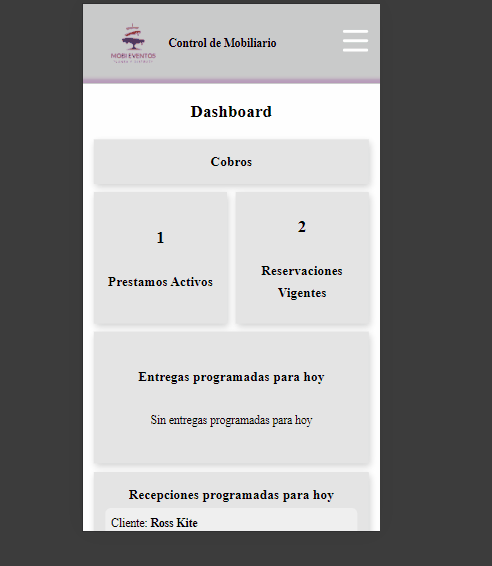 MOBI EVENTOS
Control de Mobiliario
Dashboard
Cobros
1
Prestamos Activos
2
Reservaciones
Vigentes
Entregas programadas para hoy
Sin entregas programadas para hoy
Recepciones programadas para hoy
Cliente: Ross Kite